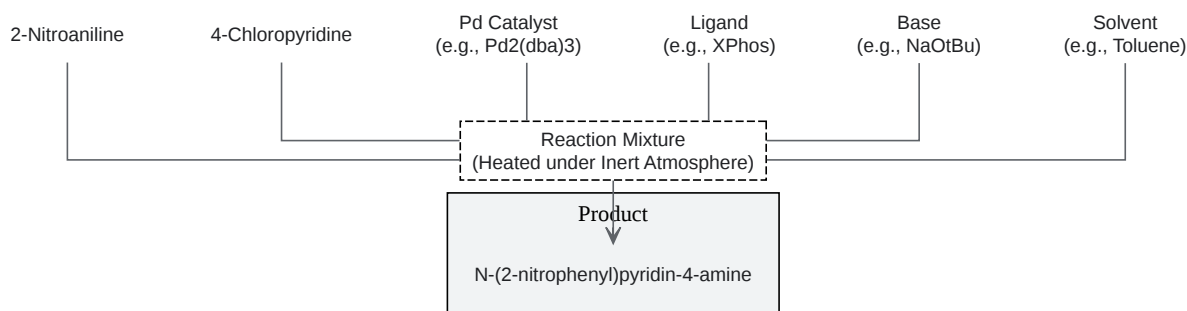 2-Nitroaniline
4-Chloropyridine
Pd Catalyst
(e.g., Pd2(dba)3)
Ligand
(e.g., XPhos)
Base
(e.g., NaOtBu)
Solvent
(e.g., Toluene)
Reaction Mixture
(Heated under Inert Atmosphere)
Product
N-(2-nitrophenyl)pyridin-4-amine